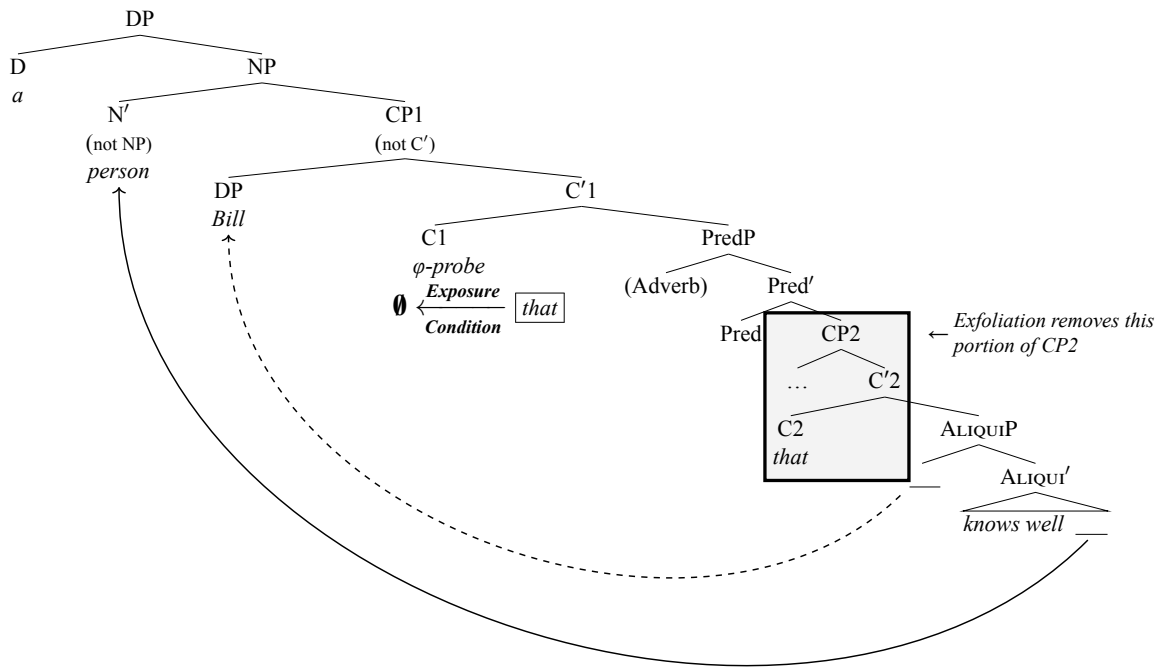 DP
D NP
a
N′ CP1
(not NP) (not C′)
person
DP C′1
Bill
C1 PredP
φ-probe
(Adverb) Pred′
∅ Exposure that
Condition
Pred CP2 ← Exfoliation removes this
portion of CP2
… C′2
C2 ALIQUIP
that
ALIQUI′
knows well